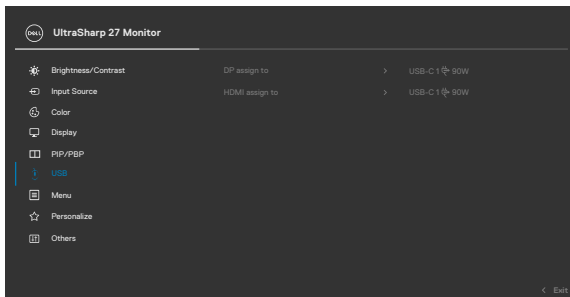 DELL UltraSharp 27 Monitor
Brightness/Contrast DP assign to > USB-C 1 90W
Input Source HDMI assign to > USB-C 1 90W
Color
Display
PIP/PBP
USB
Menu
Personalize
Others
< Exit